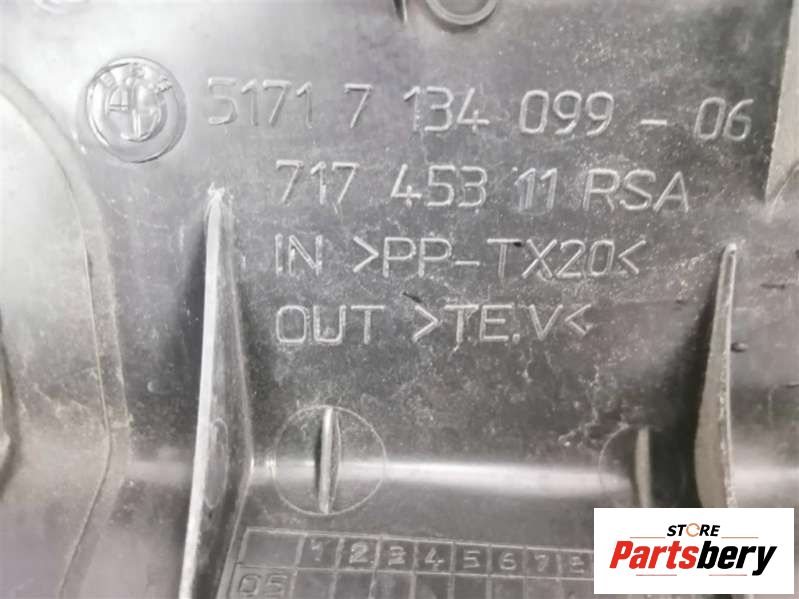 5171 7 134 099 - 06
717 453 11 RSA
IN >PP-TX20<
OUT >T.E.V<
1 2 3 4 5 6 7 8
05
STORE
Partsbery